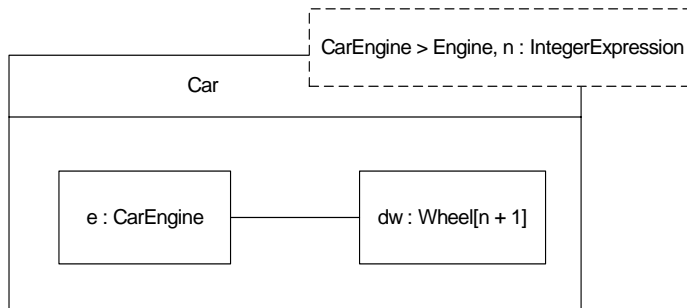 CarEngine > Engine, n : IntegerExpression
Car
e : CarEngine
dw : Wheel[n + 1]